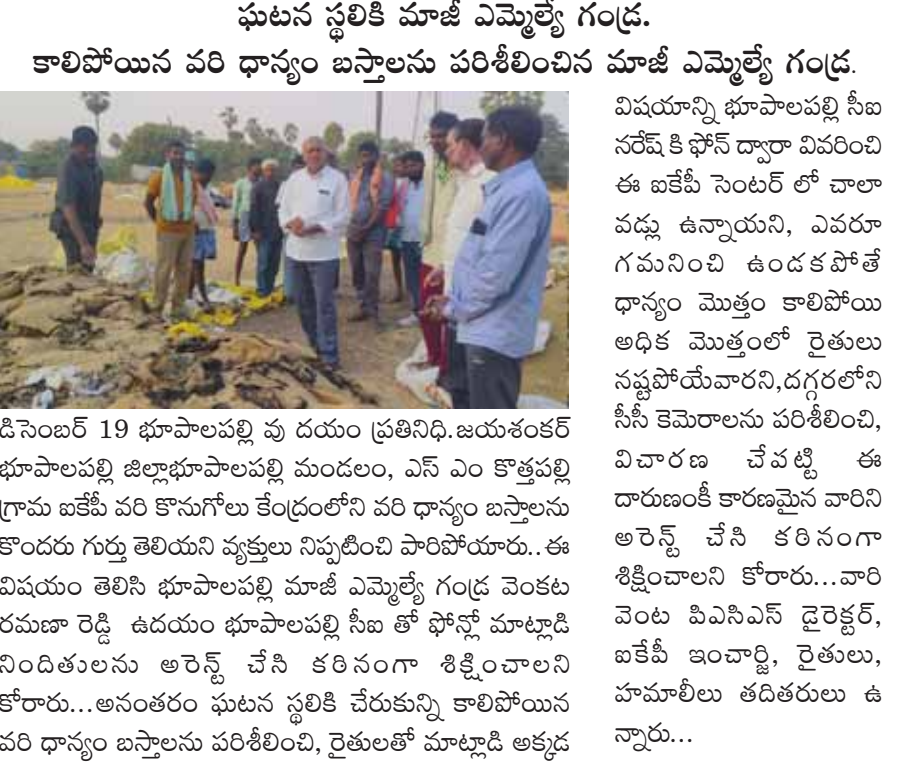 ఘటన స్థలికి మాజీ ఎమ్మెల్యే గండ్ర.
కాలిపోయిన వరి ధాన్యం బస్తాలను పరిశీలించిన మాజీ ఎమ్మెల్యే గండ్ర.
డిసెంబర్ 19 భూపాలపల్లి వు దయం ప్రతినిధి.జయశంకర్
భూపాలపల్లి జిల్లాభూపాలపల్లి మండలం, ఎస్ ఎం కొత్తపల్లి
గ్రామ ఐకేపీ వరి కొనుగోలు కేంద్రంలోని వరి ధాన్యం బస్తాలను
కొందరు గుర్తు తెలియని వ్యక్తులు నిప్పటించి పారిపోయారు..ఈ
విషయం తెలిసి భూపాలపల్లి మాజీ ఎమ్మెల్యే గండ్ర వెంకట
రమణా రెడ్డి ఉదయం భూపాలపల్లి సీఐ తో ఫోన్లో మాట్లాడి
నిందితులను అరెస్ట్ చేసి కఠినంగా శిక్షించాలని
కోరారు...అనంతరం ఘటన స్థలికి చేరుకున్ని కాలిపోయిన
వరి ధాన్యం బస్తాలను పరిశీలించి, రైతులతో మాట్లాడి అక్కడ
విషయాన్ని భూపాలపల్లి సీఐ
నరేష్ కి ఫోన్ ద్వారా వివరించి
ఈ ఐకేపీ సెంటర్ లో చాలా
వడ్లు ఉన్నాయని, ఎవరూ
గమనించి ఉండకపోతే
ధాన్యం మొత్తం కాలిపోయి
అధిక మొత్తంలో రైతులు
నష్టపోయేవారని,దగ్గరలోని
సీసీ కెమెరాలను పరిశీలించి,
విచారణ చేవట్టి ఈ
దారుణంకీ కారణమైన వారిని
అరెస్ట్ చేసి కఠినంగా
శిక్షించాలని కోరారు...వారి
వెంట పిఎసిఎస్ డైరెక్టర్,
ఐకేపీ ఇంచార్జి, రైతులు,
హమాలీలు తదితరులు ఉ
న్నారు...